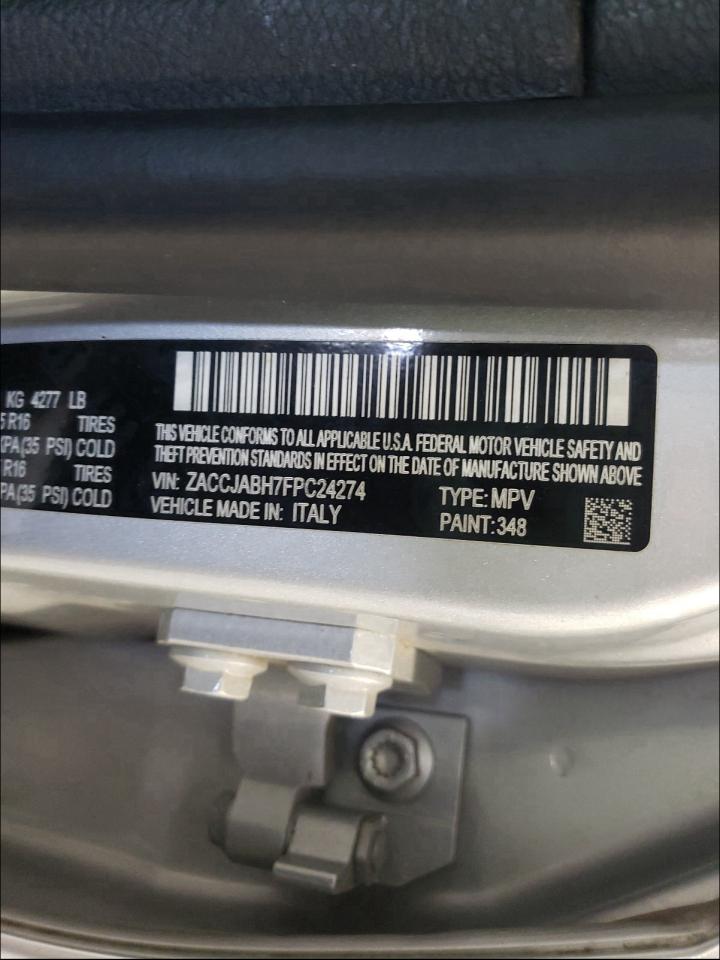 KG 4277 LB
5 R16 TIRES
KPA(35 PSI) COLD
R16 TIRES
PA(35 PSI) COLD
THIS VEHICLE CONFORMS TO ALL APPLICABLE U.S.A. FEDERAL MOTOR VEHICLE SAFETY AND
THEFT PREVENTION STANDARDS IN EFFECT ON THE DATE OF MANUFACTURE SHOWN ABOVE
VIN: ZACCJABH7FPC24274 TYPE: MPV
VEHICLE MADE IN: ITALY PAINT:348